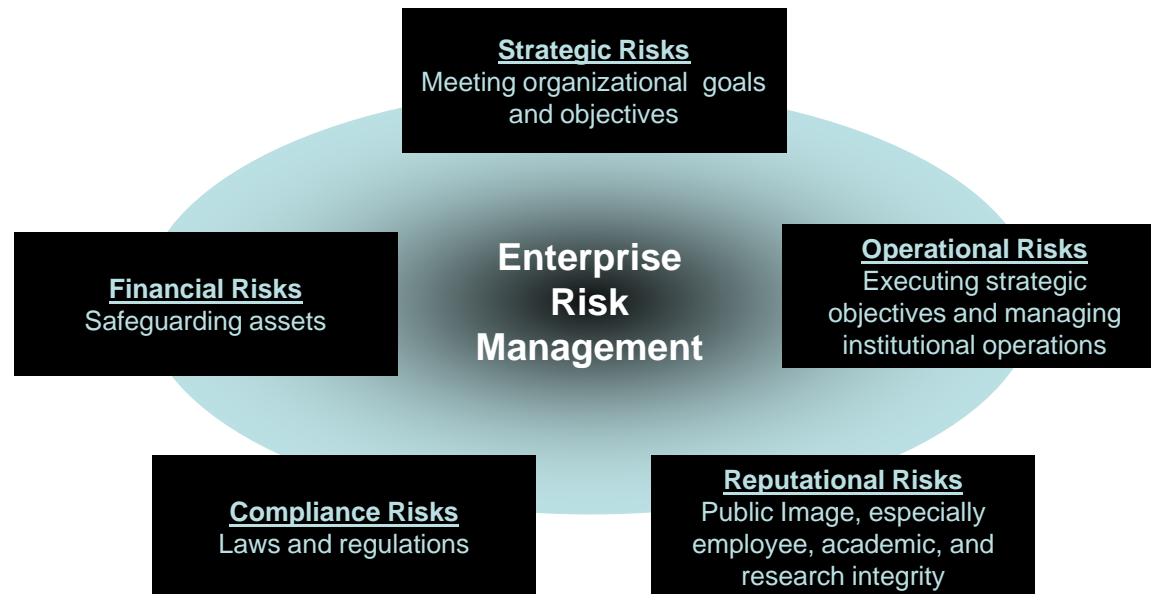 Strategic Risks
Meeting organizational goals
and objectives
Enterprise
Risk
Management
Financial Risks
Safeguarding assets
Operational Risks
Executing strategic
objectives and managing
institutional operations
Compliance Risks
Laws and regulations
Reputational Risks
Public Image, especially
employee, academic, and
research integrity